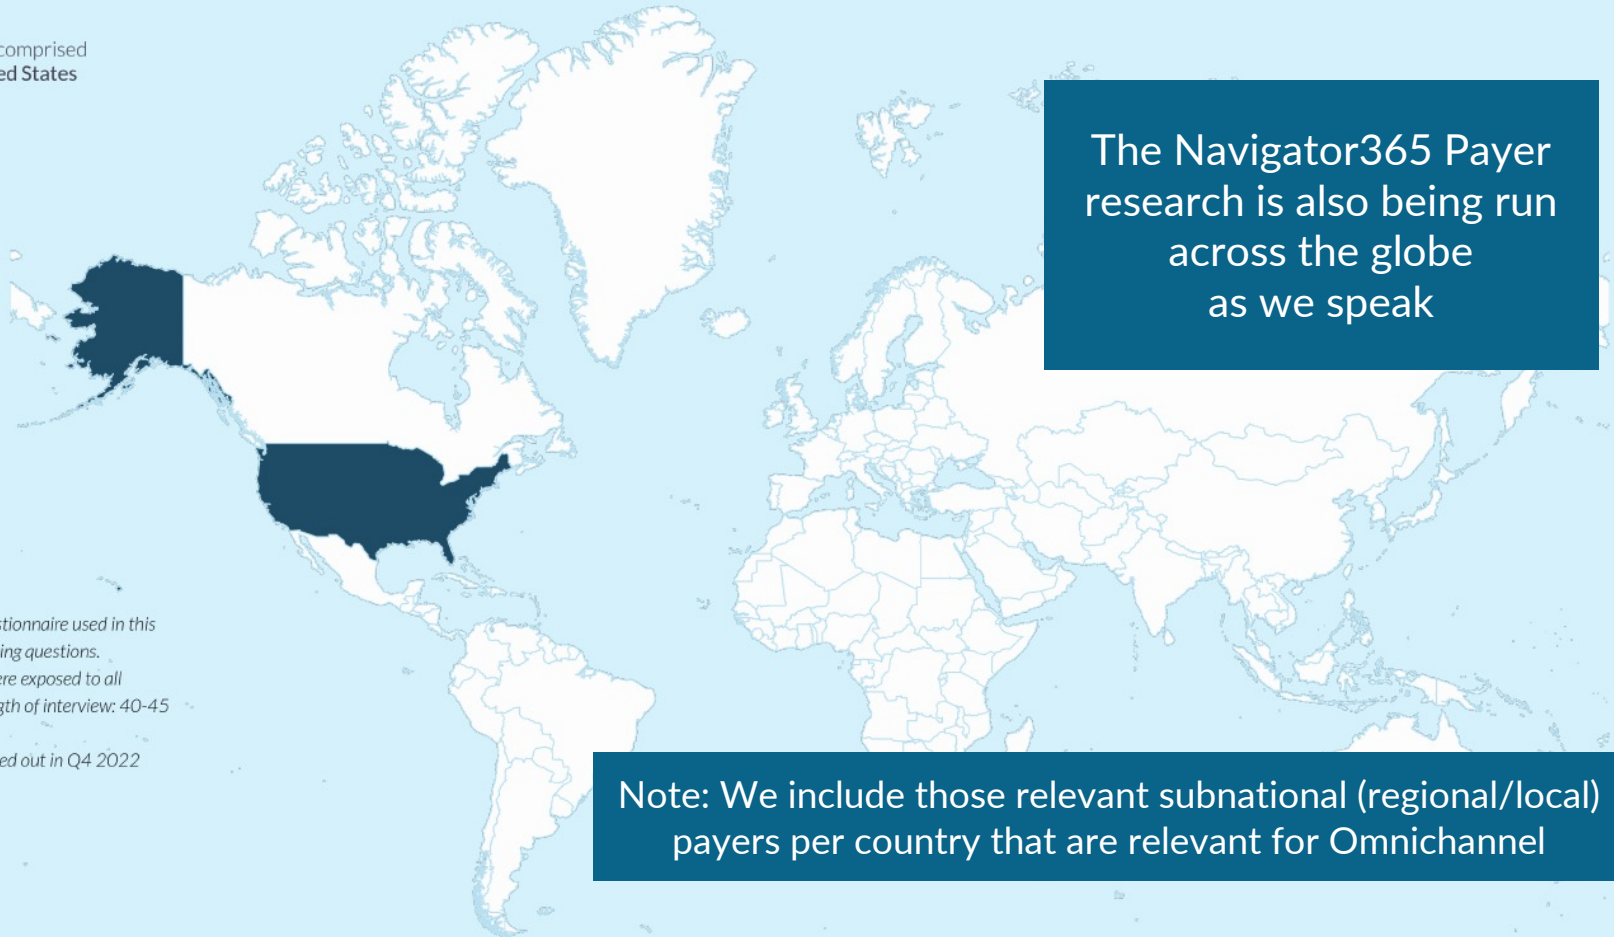 comprised
ed States
The Navigator365 Payer
research is also being run
across the globe
as we speak
tionnaire used in this
ing questions.
ere exposed to all
gth of interview: 40-45
ed out in Q4 2022
Note: We include those relevant subnational (regional/local)
payers per country that are relevant for Omnichannel